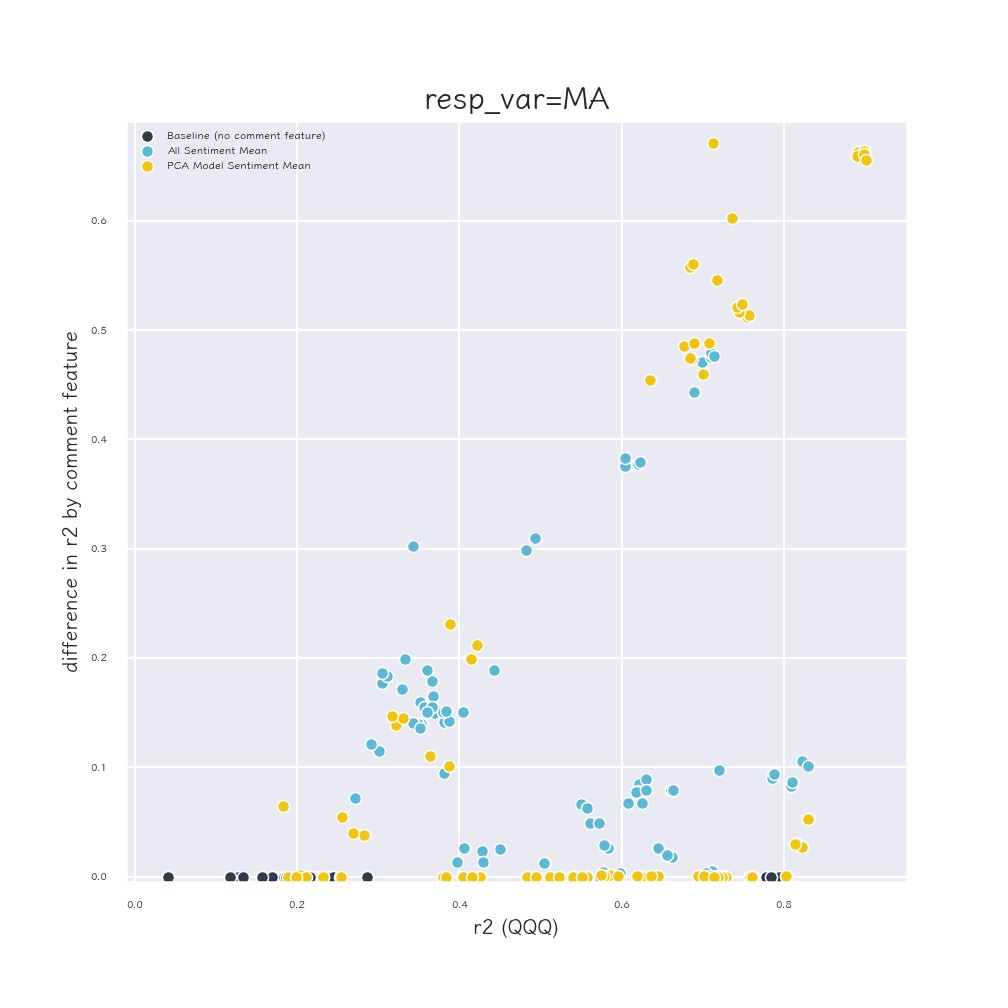 resp_var=MA
Baseline (no comment feature)
All Sentiment Mean
PCA Model Sentiment Mean
difference in r2 by comment feature
0.6
0.5
0.4
0.3
0.2
0.1
0.0
0.0 0.2 0.4 0.6 0.8
r2 (QQQ)